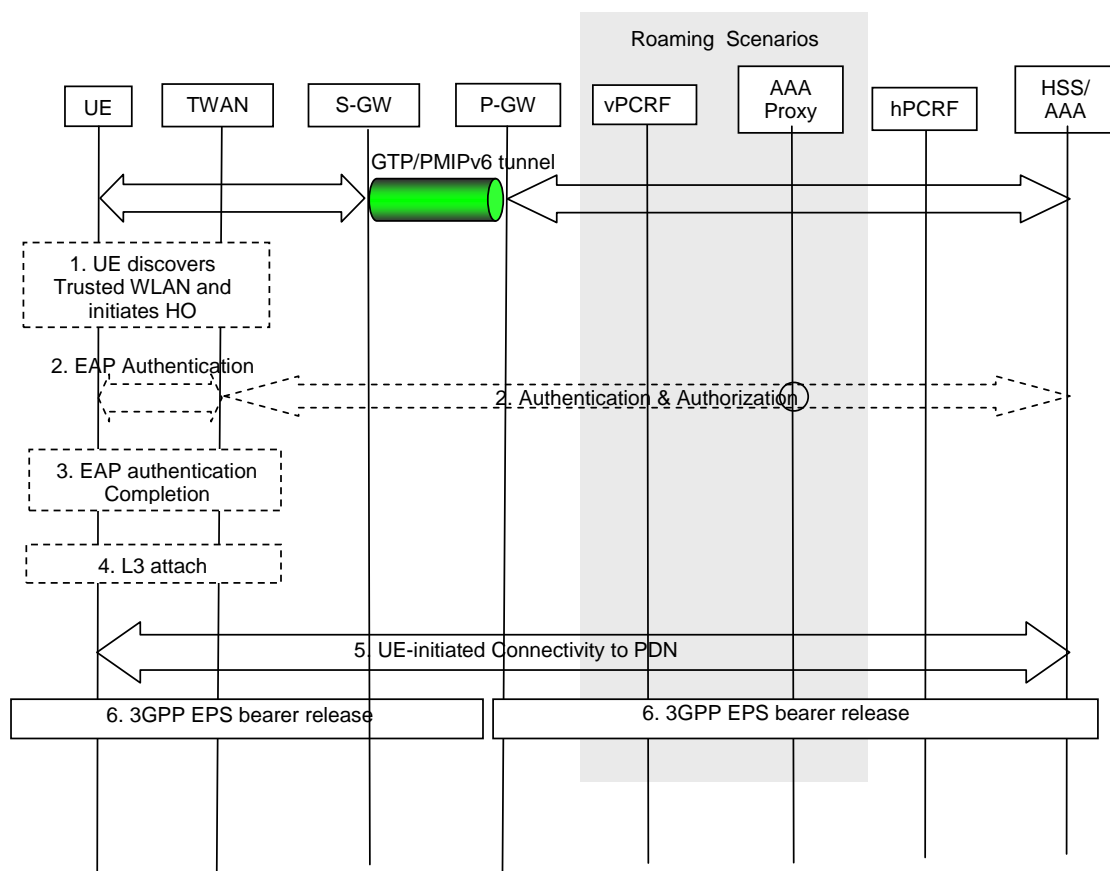 Roaming Scenarios
UE
TWAN
S-GW
P-GW
vPCRF
AAA
Proxy
hPCRF
HSS/
AAA
GTP/PMIPv6 tunnel
1. UE discovers
Trusted WLAN and
initiates HO
2. EAP Authentication
2. Authentication & Authorization
3. EAP authentication
Completion
4. L3 attach
5. UE-initiated Connectivity to PDN
6. 3GPP EPS bearer release
6. 3GPP EPS bearer release